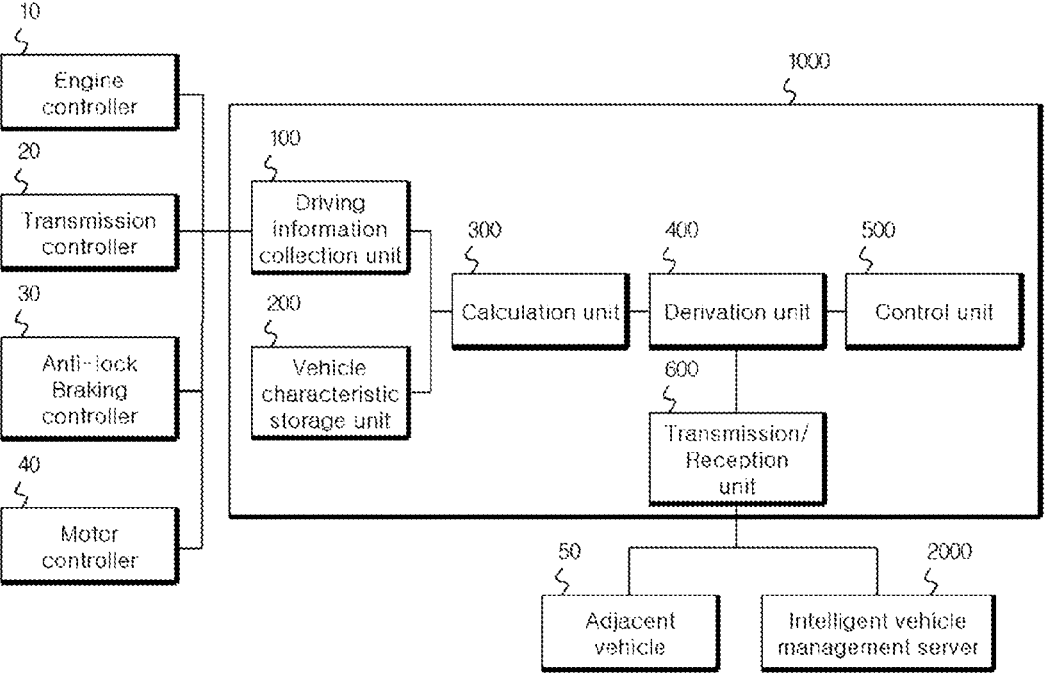 10
Engine
controller
20
Transmission
controller
30
Anti-lock
Braking
controller
40
Motor
controller
1000
100
Driving
information
collection unit
200
Vehicle
characteristic
storage unit
300
Calculation unit
400
Derivation unit
500
Control unit
600
Transmission/
Reception
unit
50
Adjacent
vehicle
2000
Intelligent vehicle
management server